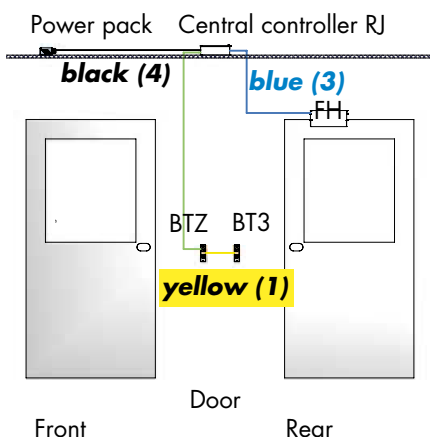 Power pack Central controller RJ
black (4) blue (3)
FH
BTZ BT3
yellow (1)
Door
Front Rear